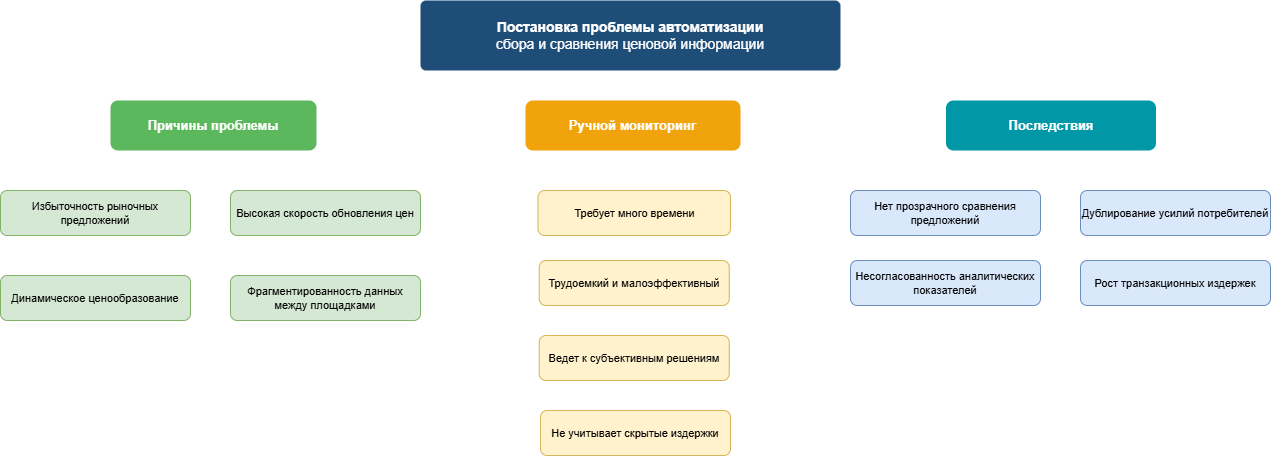 Постановка проблемы автоматизации
сбора и сравнения ценовой информации
Причины проблемы
Избыточность рыночных
предложений
Высокая скорость обновления цен
Динамическое ценообразование
Фрагментированность данных
между площадками
Ручной мониторинг
Требует много времени
Трудоемкий и малоэффективный
Ведет к субъективным решениям
Не учитывает скрытые издержки
Последствия
Нет прозрачного сравнения
предложений
Дублирование усилий потребителей
Несогласованность аналитических
показателей
Рост транзакционных издержек